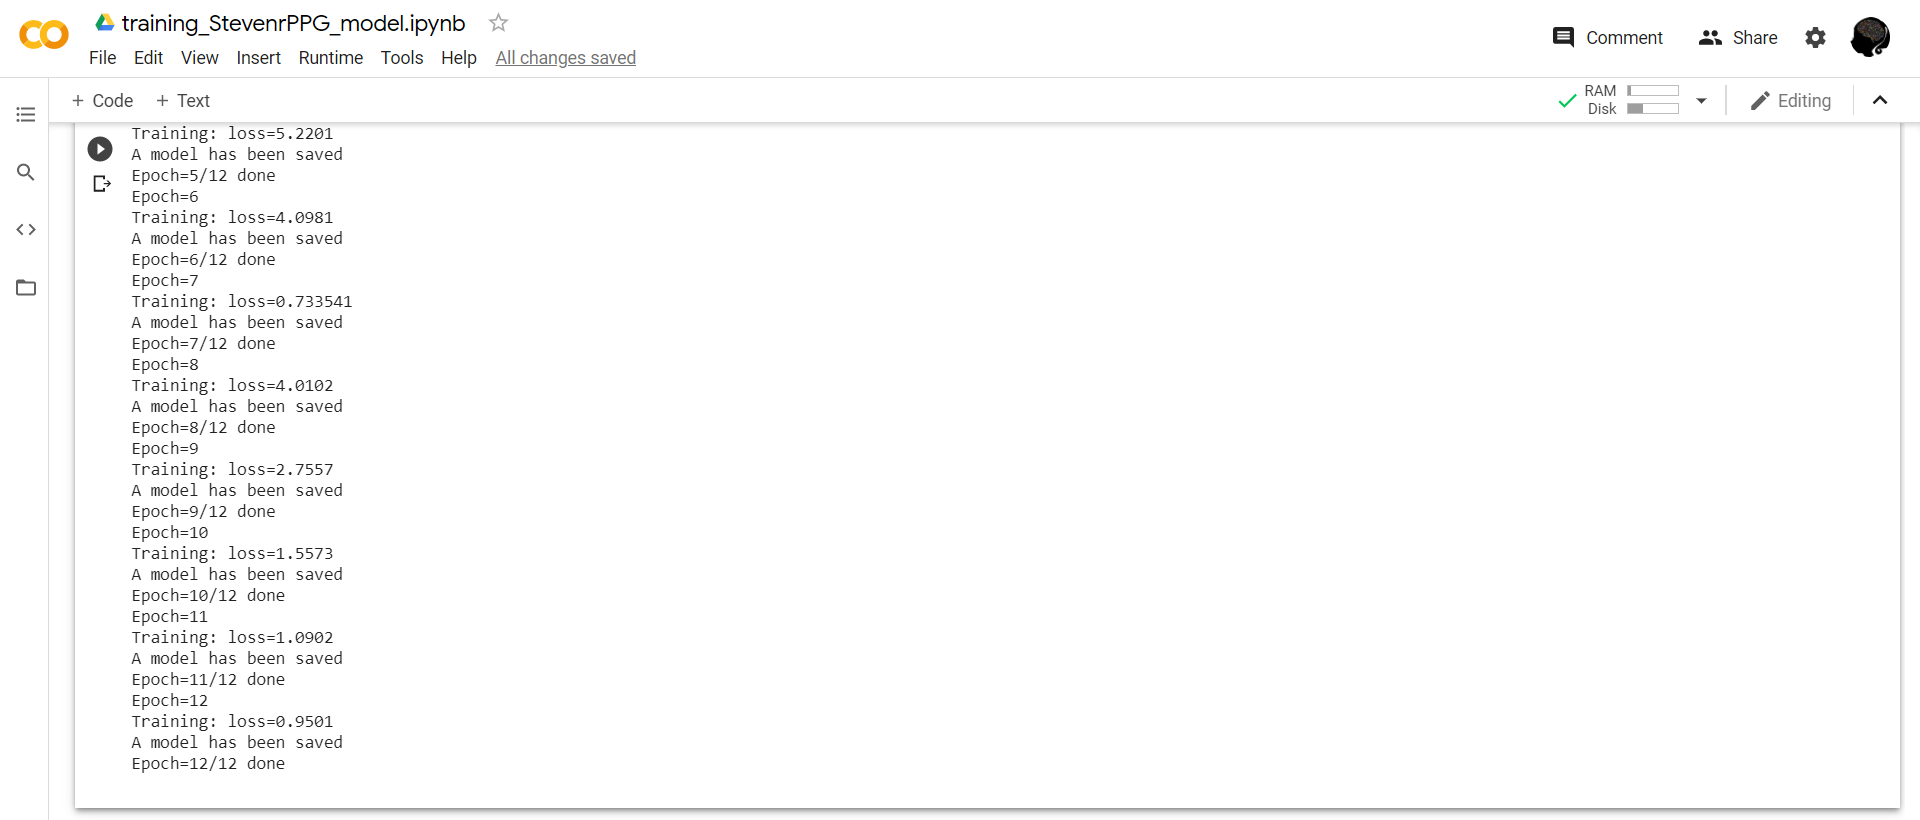 training_StevenrPPG_model.ipynb
File Edit View Insert Runtime Tools Help All changes saved
Comment Share
+ Code + Text
RAM
Disk
Editing
Training: loss=5.2201
A model has been saved
Epoch=5/12 done
Epoch=6
Training: loss=4.0981
A model has been saved
Epoch=6/12 done
Epoch=7
Training: loss=0.733541
A model has been saved
Epoch=7/12 done
Epoch=8
Training: loss=4.0102
A model has been saved
Epoch=8/12 done
Epoch=9
Training: loss=2.7557
A model has been saved
Epoch=9/12 done
Epoch=10
Training: loss=1.5573
A model has been saved
Epoch=10/12 done
Epoch=11
Training: loss=1.0902
A model has been saved
Epoch=11/12 done
Epoch=12
Training: loss=0.9501
A model has been saved
Epoch=12/12 done